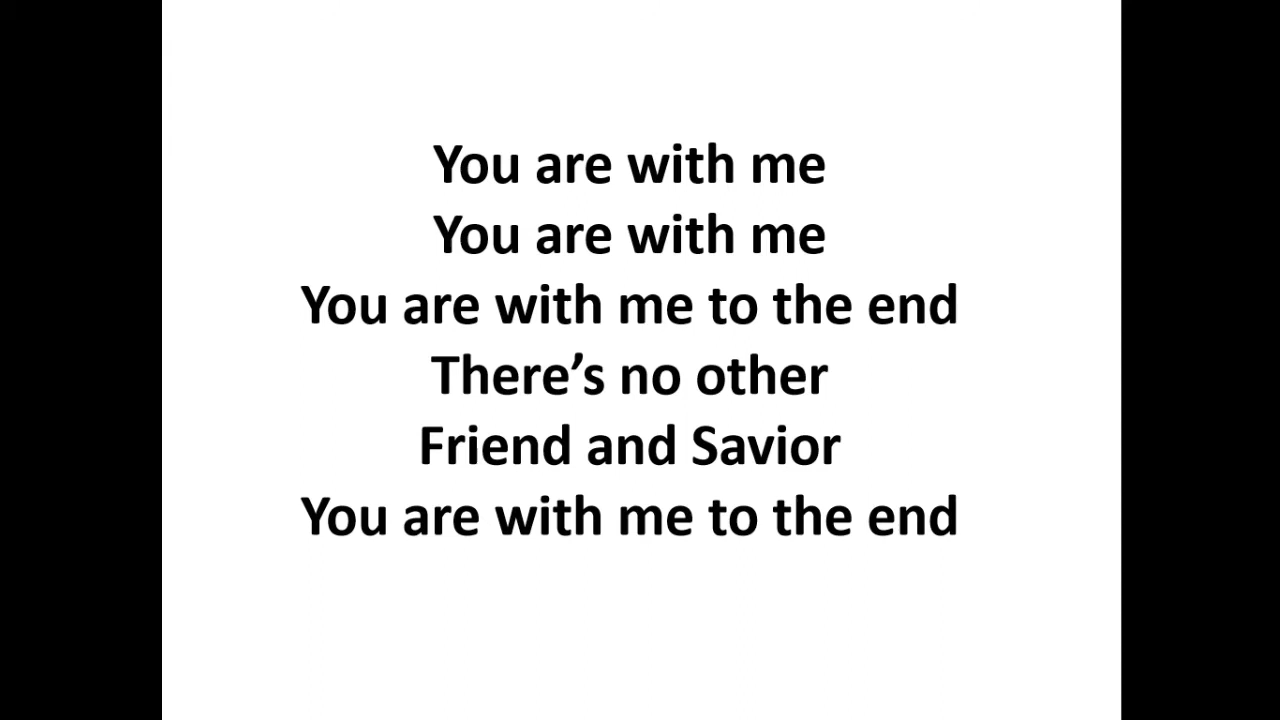 You are with me
You are with me
You are with me to the end
There’s no other
Friend and Savior
You are with me to the end